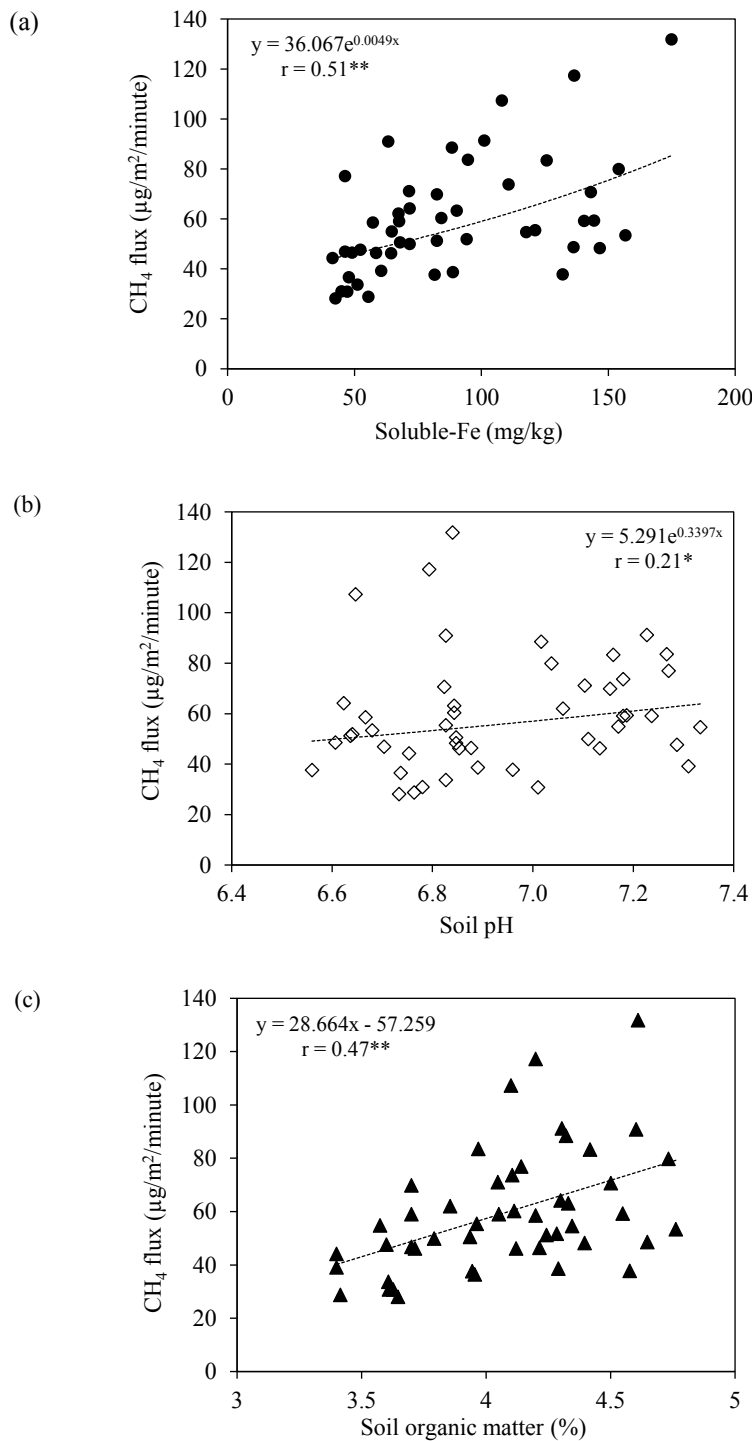 (a)
140
120
100
80
60
40
20
0
CH₄ flux (µg/m²/minute)
y = 36.067e^0.0049x
r = 0.51**
0 50 100 150 200
Soluble-Fe (mg/kg)
(b)
140
120
100
80
60
40
20
0
CH₄ flux (µg/m²/minute)
y = 5.291e^0.3397x
r = 0.21*
6.4 6.6 6.8 7.0 7.2 7.4
Soil pH
(c)
140
120
100
80
60
40
20
0
CH₄ flux (µg/m²/minute)
y = 28.664x - 57.259
r = 0.47**
3 3.5 4 4.5 5
Soil organic matter (%)